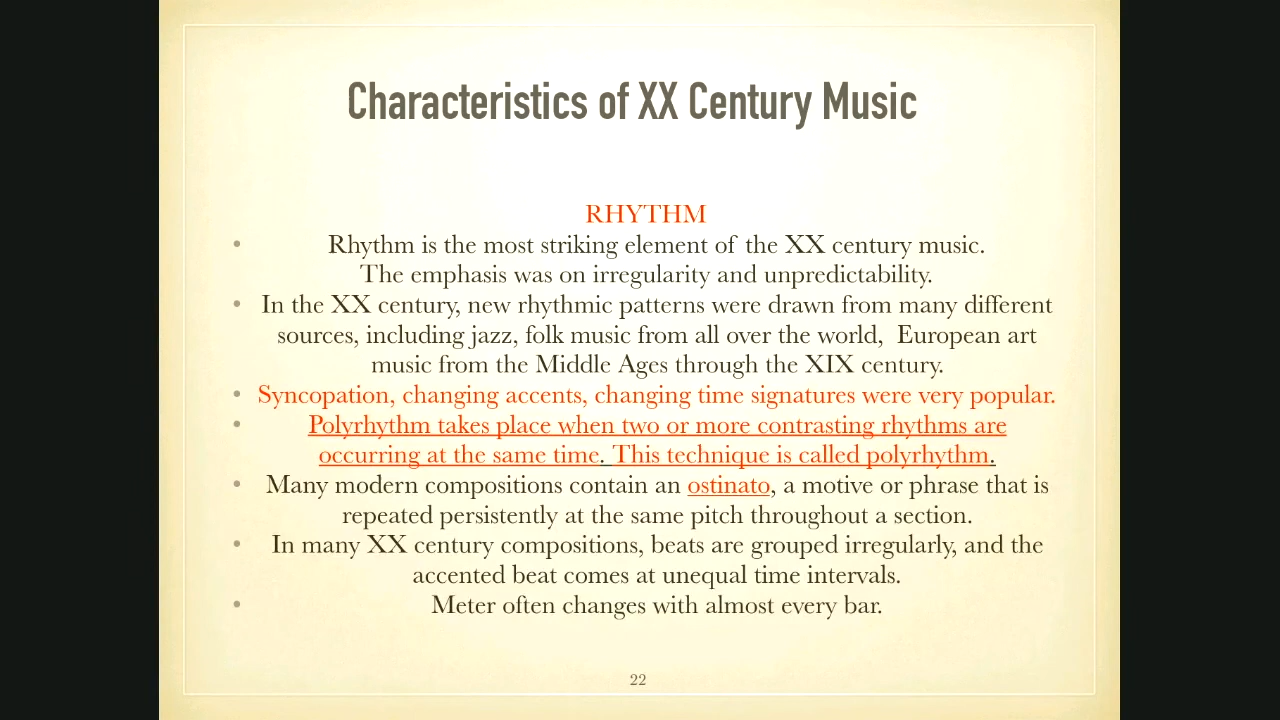 Characteristics of XX Century Music
RHYTHM
• Rhythm is the most striking element of the XX century music.
The emphasis was on irregularity and unpredictability.
• In the XX century, new rhythmic patterns were drawn from many different
sources, including jazz, folk music from all over the world,  European art
music from the Middle Ages through the XIX century.
• Syncopation, changing accents, changing time signatures were very popular.
• Polyrhythm takes place when two or more contrasting rhythms are
occurring at the same time. This technique is called polyrhythm.
• Many modern compositions contain an ostinato, a motive or phrase that is
repeated persistently at the same pitch throughout a section.
• In many XX century compositions, beats are grouped irregularly, and the
accented beat comes at unequal time intervals.
• Meter often changes with almost every bar.
22